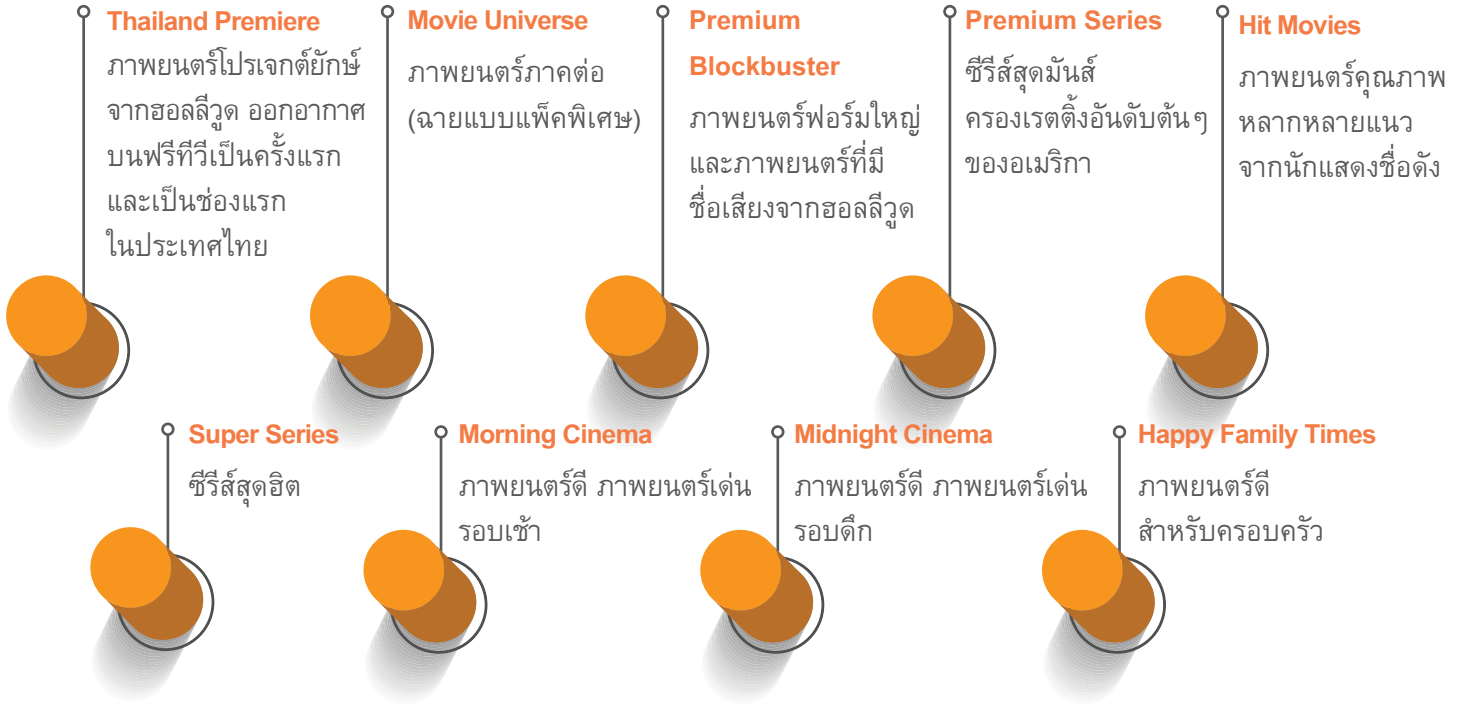 Thailand Premiere
ภาพยนตร์โปรเจกต์ยักษ์
จากฮอลลีวูด ออกอากาศ
บนฟรีทีวีเป็นครั้งแรก
และเป็นช่องแรก
ในประเทศไทย
Movie Universe
ภาพยนตร์ภาคต่อ
(ฉายแบบแพ็คพิเศษ)
Premium
Blockbuster
ภาพยนตร์ฟอร์มใหญ่
และภาพยนตร์ที่มี
ชื่อเสียงจากฮอลลีวูด
Premium Series
ซีรีส์สุดมันส์
ครองเรตติ้งอันดับต้นๆ
ของอเมริกา
Hit Movies
ภาพยนตร์คุณภาพ
หลากหลายแนว
จากนักแสดงชื่อดัง
Super Series
ซีรีส์สุดฮิต
Morning Cinema
ภาพยนตร์ดี ภาพยนตร์เด่น
รอบเช้า
Midnight Cinema
ภาพยนตร์ดี ภาพยนตร์เด่น
รอบดึก
Happy Family Times
ภาพยนตร์ดี
สำหรับครอบครัว